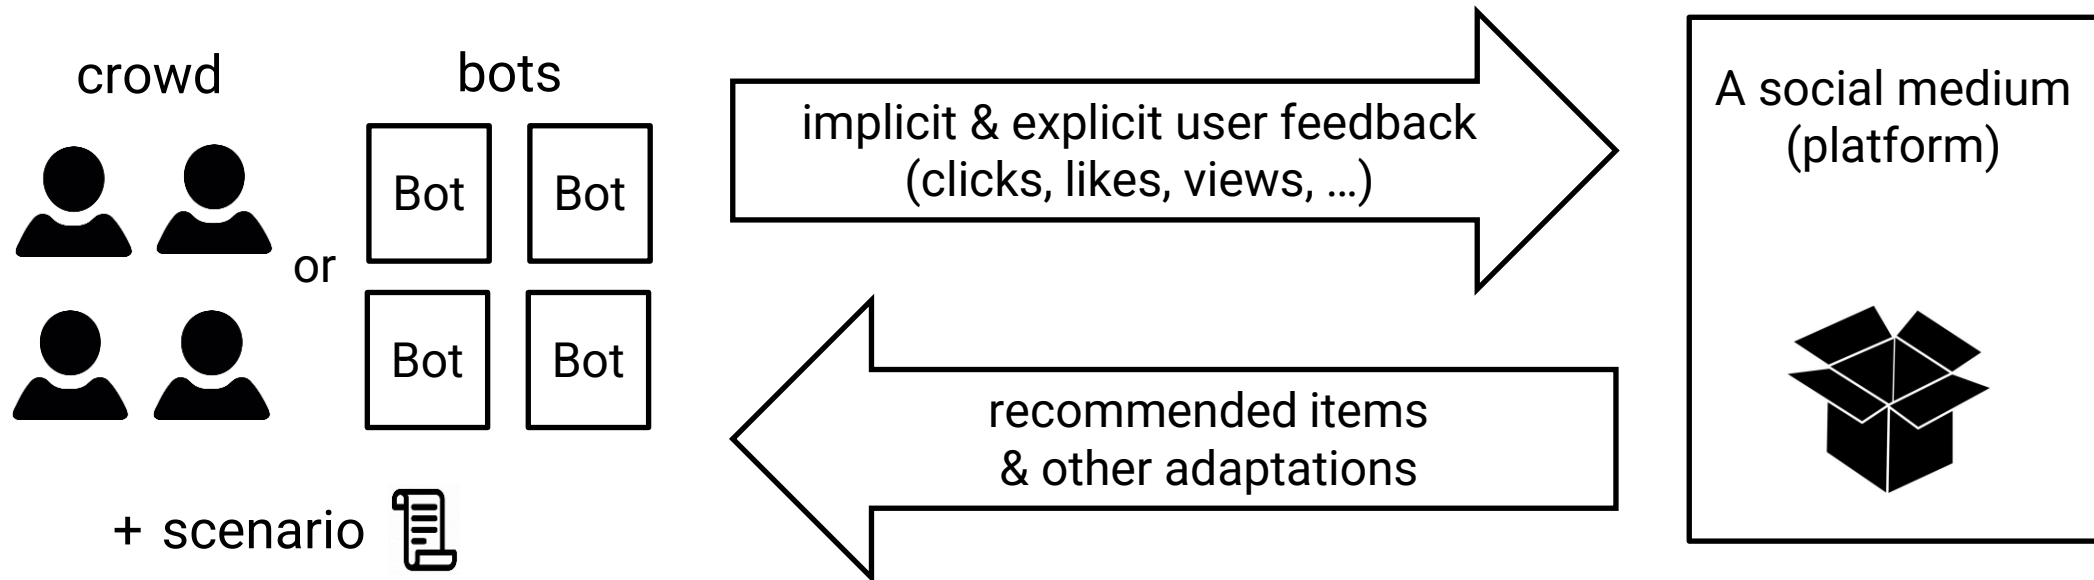 crowd
bots
Bot
Bot
or
Bot
Bot
+ scenario
implicit & explicit user feedback
(clicks, likes, views, ...)
recommended items
& other adaptations
A social medium
(platform)